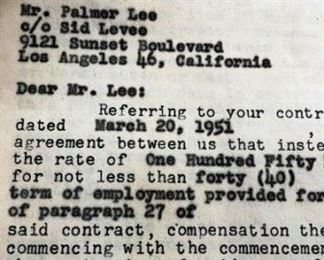 Mr. Palmer Lee
c/o Sid Levee
9121 Sunset Boulevard
Los Angeles 46, California
Dear Mr. Lee:
Referring to your contr
dated March 20, 1951 ,
agreement between us that inste
the rate of One Hundred Fifty
for not less than forty (40)
term of employment provided for
of paragraph 27 of
said contract, compensation the
commencing with the commencem